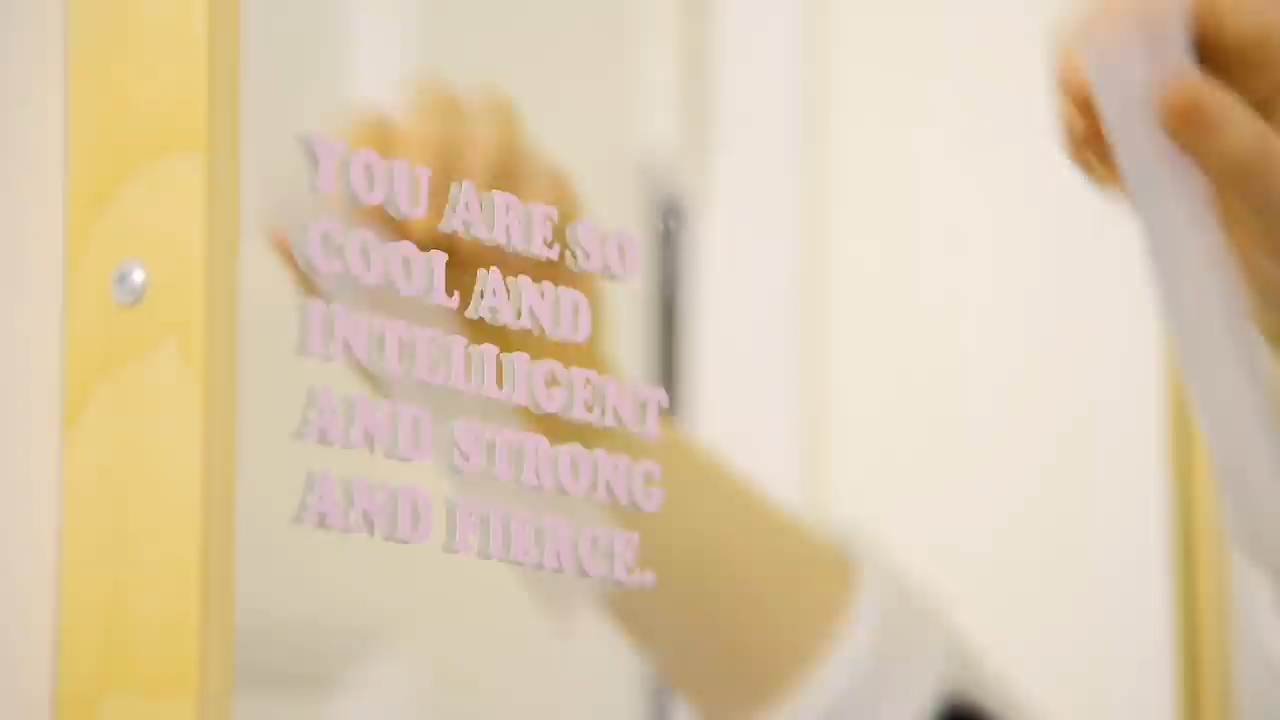 YOU ARE SO
COOL AND
INTELLIGENT
AND STRONG
AND FIERCE.